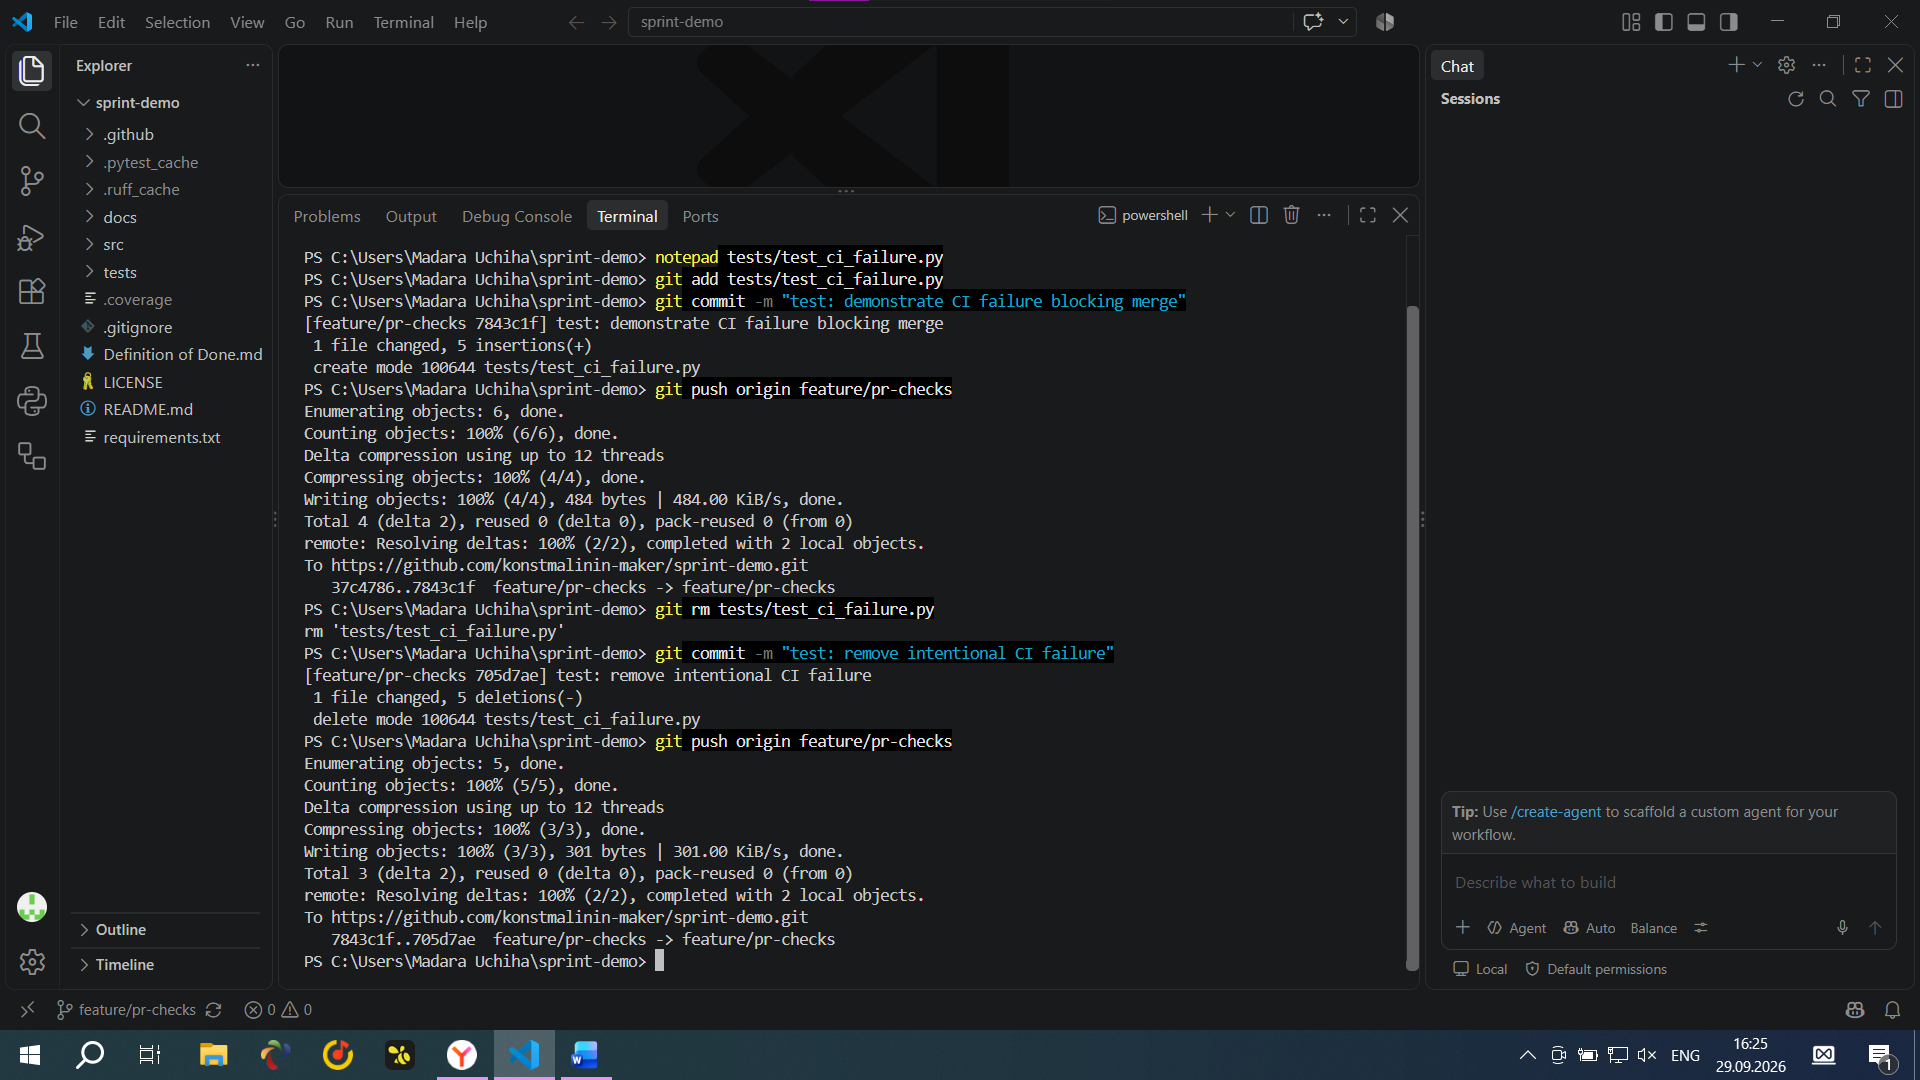 File Edit Selection View Go Run Terminal Help
sprint-demo
Explorer
sprint-demo
.github
.pytest_cache
.ruff_cache
docs
src
tests
.coverage
.gitignore
Definition of Done.md
LICENSE
README.md
requirements.txt
Outline
Timeline
Problems Output Debug Console Terminal Ports
powershell
PS C:\Users\Madara Uchiha\sprint-demo> notepad tests/test_ci_failure.py
PS C:\Users\Madara Uchiha\sprint-demo> git add tests/test_ci_failure.py
PS C:\Users\Madara Uchiha\sprint-demo> git commit -m "test: demonstrate CI failure blocking merge"
[feature/pr-checks 7843c1f] test: demonstrate CI failure blocking merge
1 file changed, 5 insertions(+)
create mode 100644 tests/test_ci_failure.py
PS C:\Users\Madara Uchiha\sprint-demo> git push origin feature/pr-checks
Enumerating objects: 6, done.
Counting objects: 100% (6/6), done.
Delta compression using up to 12 threads
Compressing objects: 100% (4/4), done.
Writing objects: 100% (4/4), 484 bytes | 484.00 KiB/s, done.
Total 4 (delta 2), reused 0 (delta 0), pack-reused 0 (from 0)
remote: Resolving deltas: 100% (2/2), completed with 2 local objects.
To https://github.com/konstmalinin-maker/sprint-demo.git
37c4786..7843c1f feature/pr-checks -> feature/pr-checks
PS C:\Users\Madara Uchiha\sprint-demo> git rm tests/test_ci_failure.py
rm 'tests/test_ci_failure.py'
PS C:\Users\Madara Uchiha\sprint-demo> git commit -m "test: remove intentional CI failure"
[feature/pr-checks 705d7ae] test: remove intentional CI failure
1 file changed, 5 deletions(-)
delete mode 100644 tests/test_ci_failure.py
PS C:\Users\Madara Uchiha\sprint-demo> git push origin feature/pr-checks
Enumerating objects: 5, done.
Counting objects: 100% (5/5), done.
Delta compression using up to 12 threads
Compressing objects: 100% (3/3), done.
Writing objects: 100% (3/3), 301 bytes | 301.00 KiB/s, done.
Total 3 (delta 2), reused 0 (delta 0), pack-reused 0 (from 0)
remote: Resolving deltas: 100% (2/2), completed with 2 local objects.
To https://github.com/konstmalinin-maker/sprint-demo.git
7843c1f..705d7ae feature/pr-checks -> feature/pr-checks
PS C:\Users\Madara Uchiha\sprint-demo>
Chat
Sessions
Tip: Use /create-agent to scaffold a custom agent for your
workflow.
Describe what to build
Agent Auto Balance
Local Default permissions
feature/pr-checks 0 0
ENG
16:25
29.09.2026
1